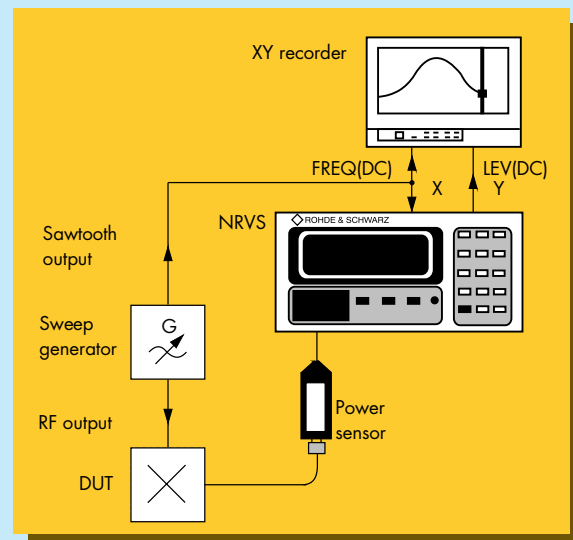 XY recorder
FREQ(DC)
LEV(DC)
X
Y
NRVS
ROHDE & SCHWARZ
Sawtooth
output
Sweep
generator
G
RF output
Power
sensor
DUT